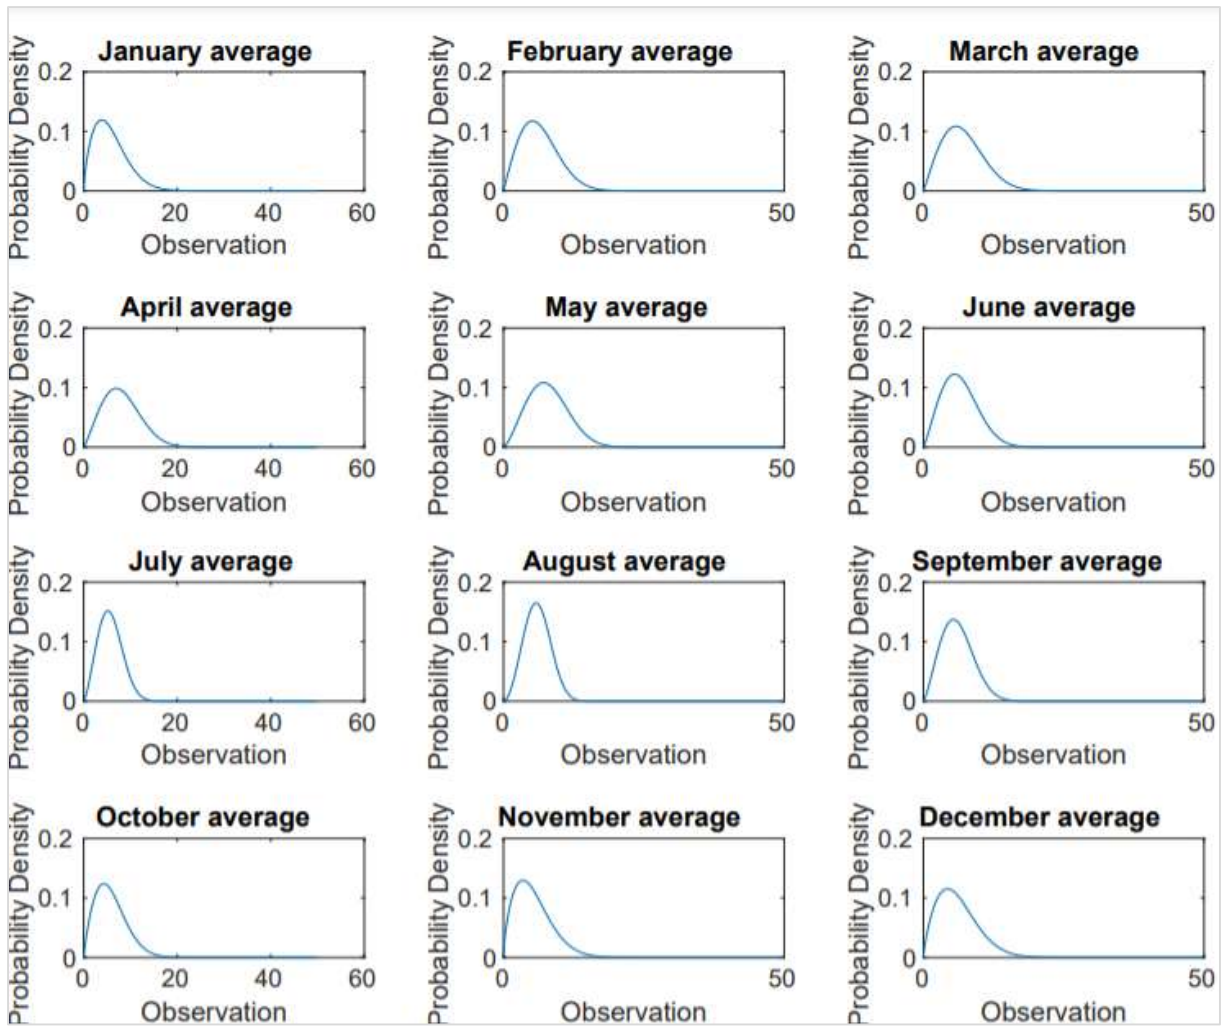 January average
Probability Density
0.2
0.1
0
0 20 40 60
Observation
February average
Probability Density
0.2
0.1
0
0 50
Observation
March average
Probability Density
0.2
0.1
0
0 50
Observation
April average
Probability Density
0.2
0.1
0
0 20 40 60
Observation
May average
Probability Density
0.2
0.1
0
0 50
Observation
June average
Probability Density
0.2
0.1
0
0 50
Observation
July average
Probability Density
0.2
0.1
0
0 20 40 60
Observation
August average
Probability Density
0.2
0.1
0
0 50
Observation
September average
Probability Density
0.2
0.1
0
0 50
Observation
October average
Probability Density
0.2
0.1
0
0 20 40 60
Observation
November average
Probability Density
0.2
0.1
0
0 50
Observation
December average
Probability Density
0.2
0.1
0
0 50
Observation